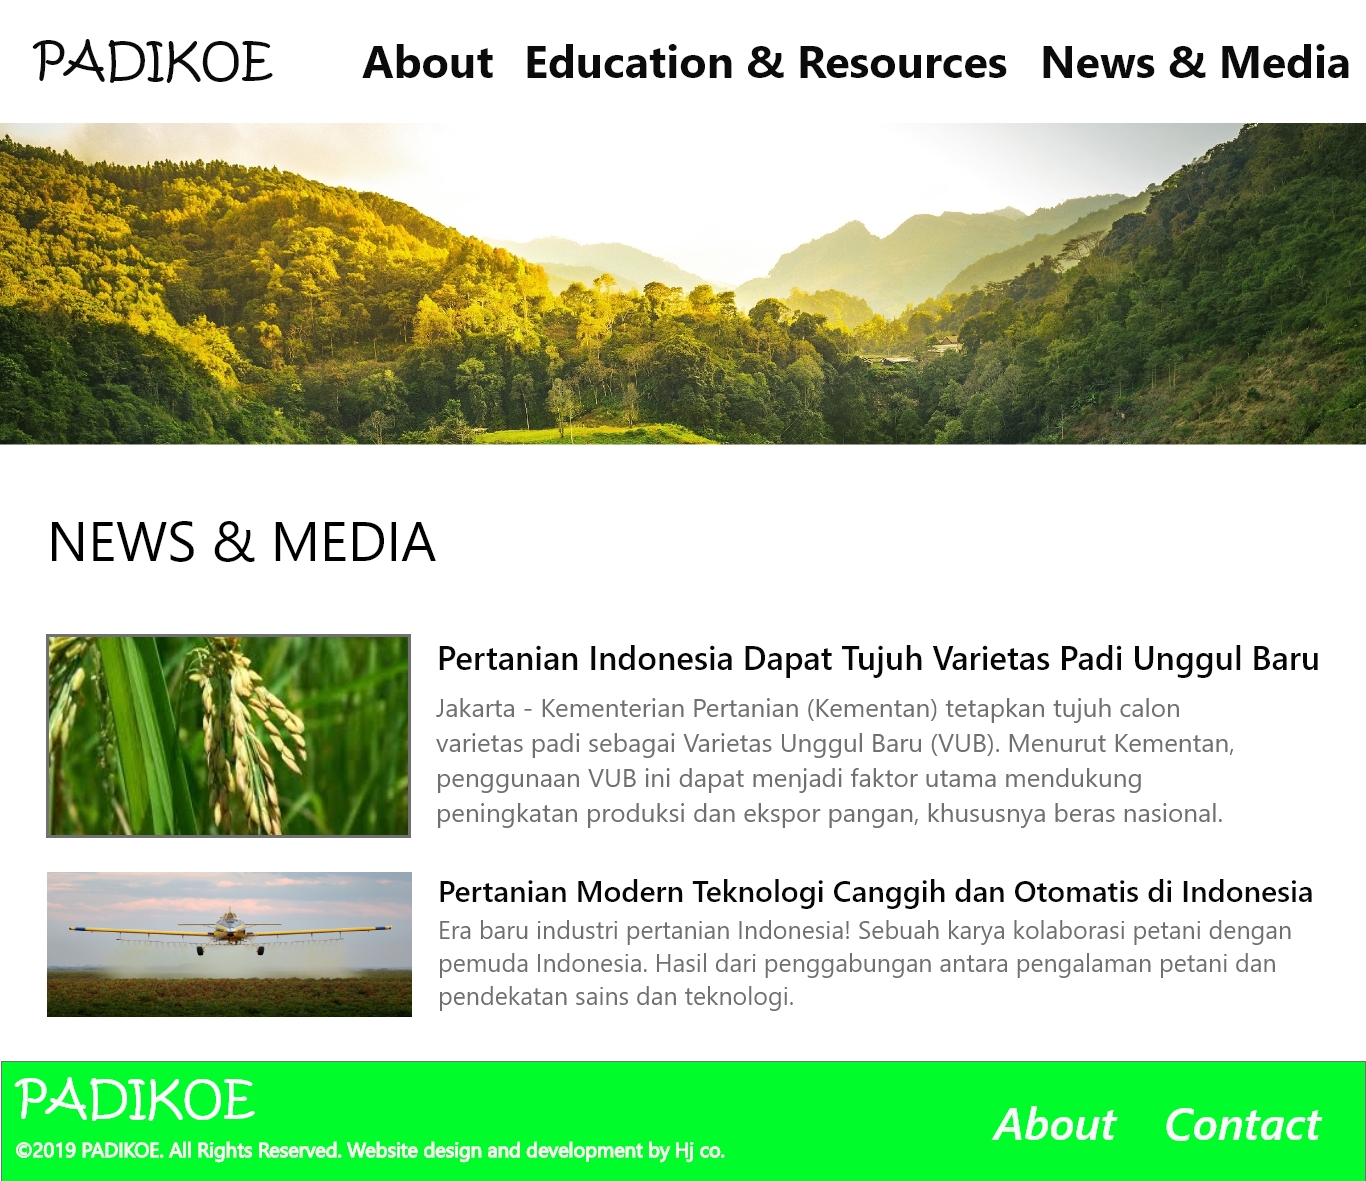 PADIKOE About Education & Resources News & Media
NEWS & MEDIA
Pertanian Indonesia Dapat Tujuh Varietas Padi Unggul Baru
Jakarta - Kementerian Pertanian (Kementan) tetapkan tujuh calon
varietas padi sebagai Varietas Unggul Baru (VUB). Menurut Kementan,
penggunaan VUB ini dapat menjadi faktor utama mendukung
peningkatan produksi dan ekspor pangan, khususnya beras nasional.
Pertanian Modern Teknologi Canggih dan Otomatis di Indonesia
Era baru industri pertanian Indonesia! Sebuah karya kolaborasi petani dengan
pemuda Indonesia. Hasil dari penggabungan antara pengalaman petani dan
pendekatan sains dan teknologi.
PADIKOE
About Contact
©2019 PADIKOE. All Rights Reserved. Website design and development by Hj co.